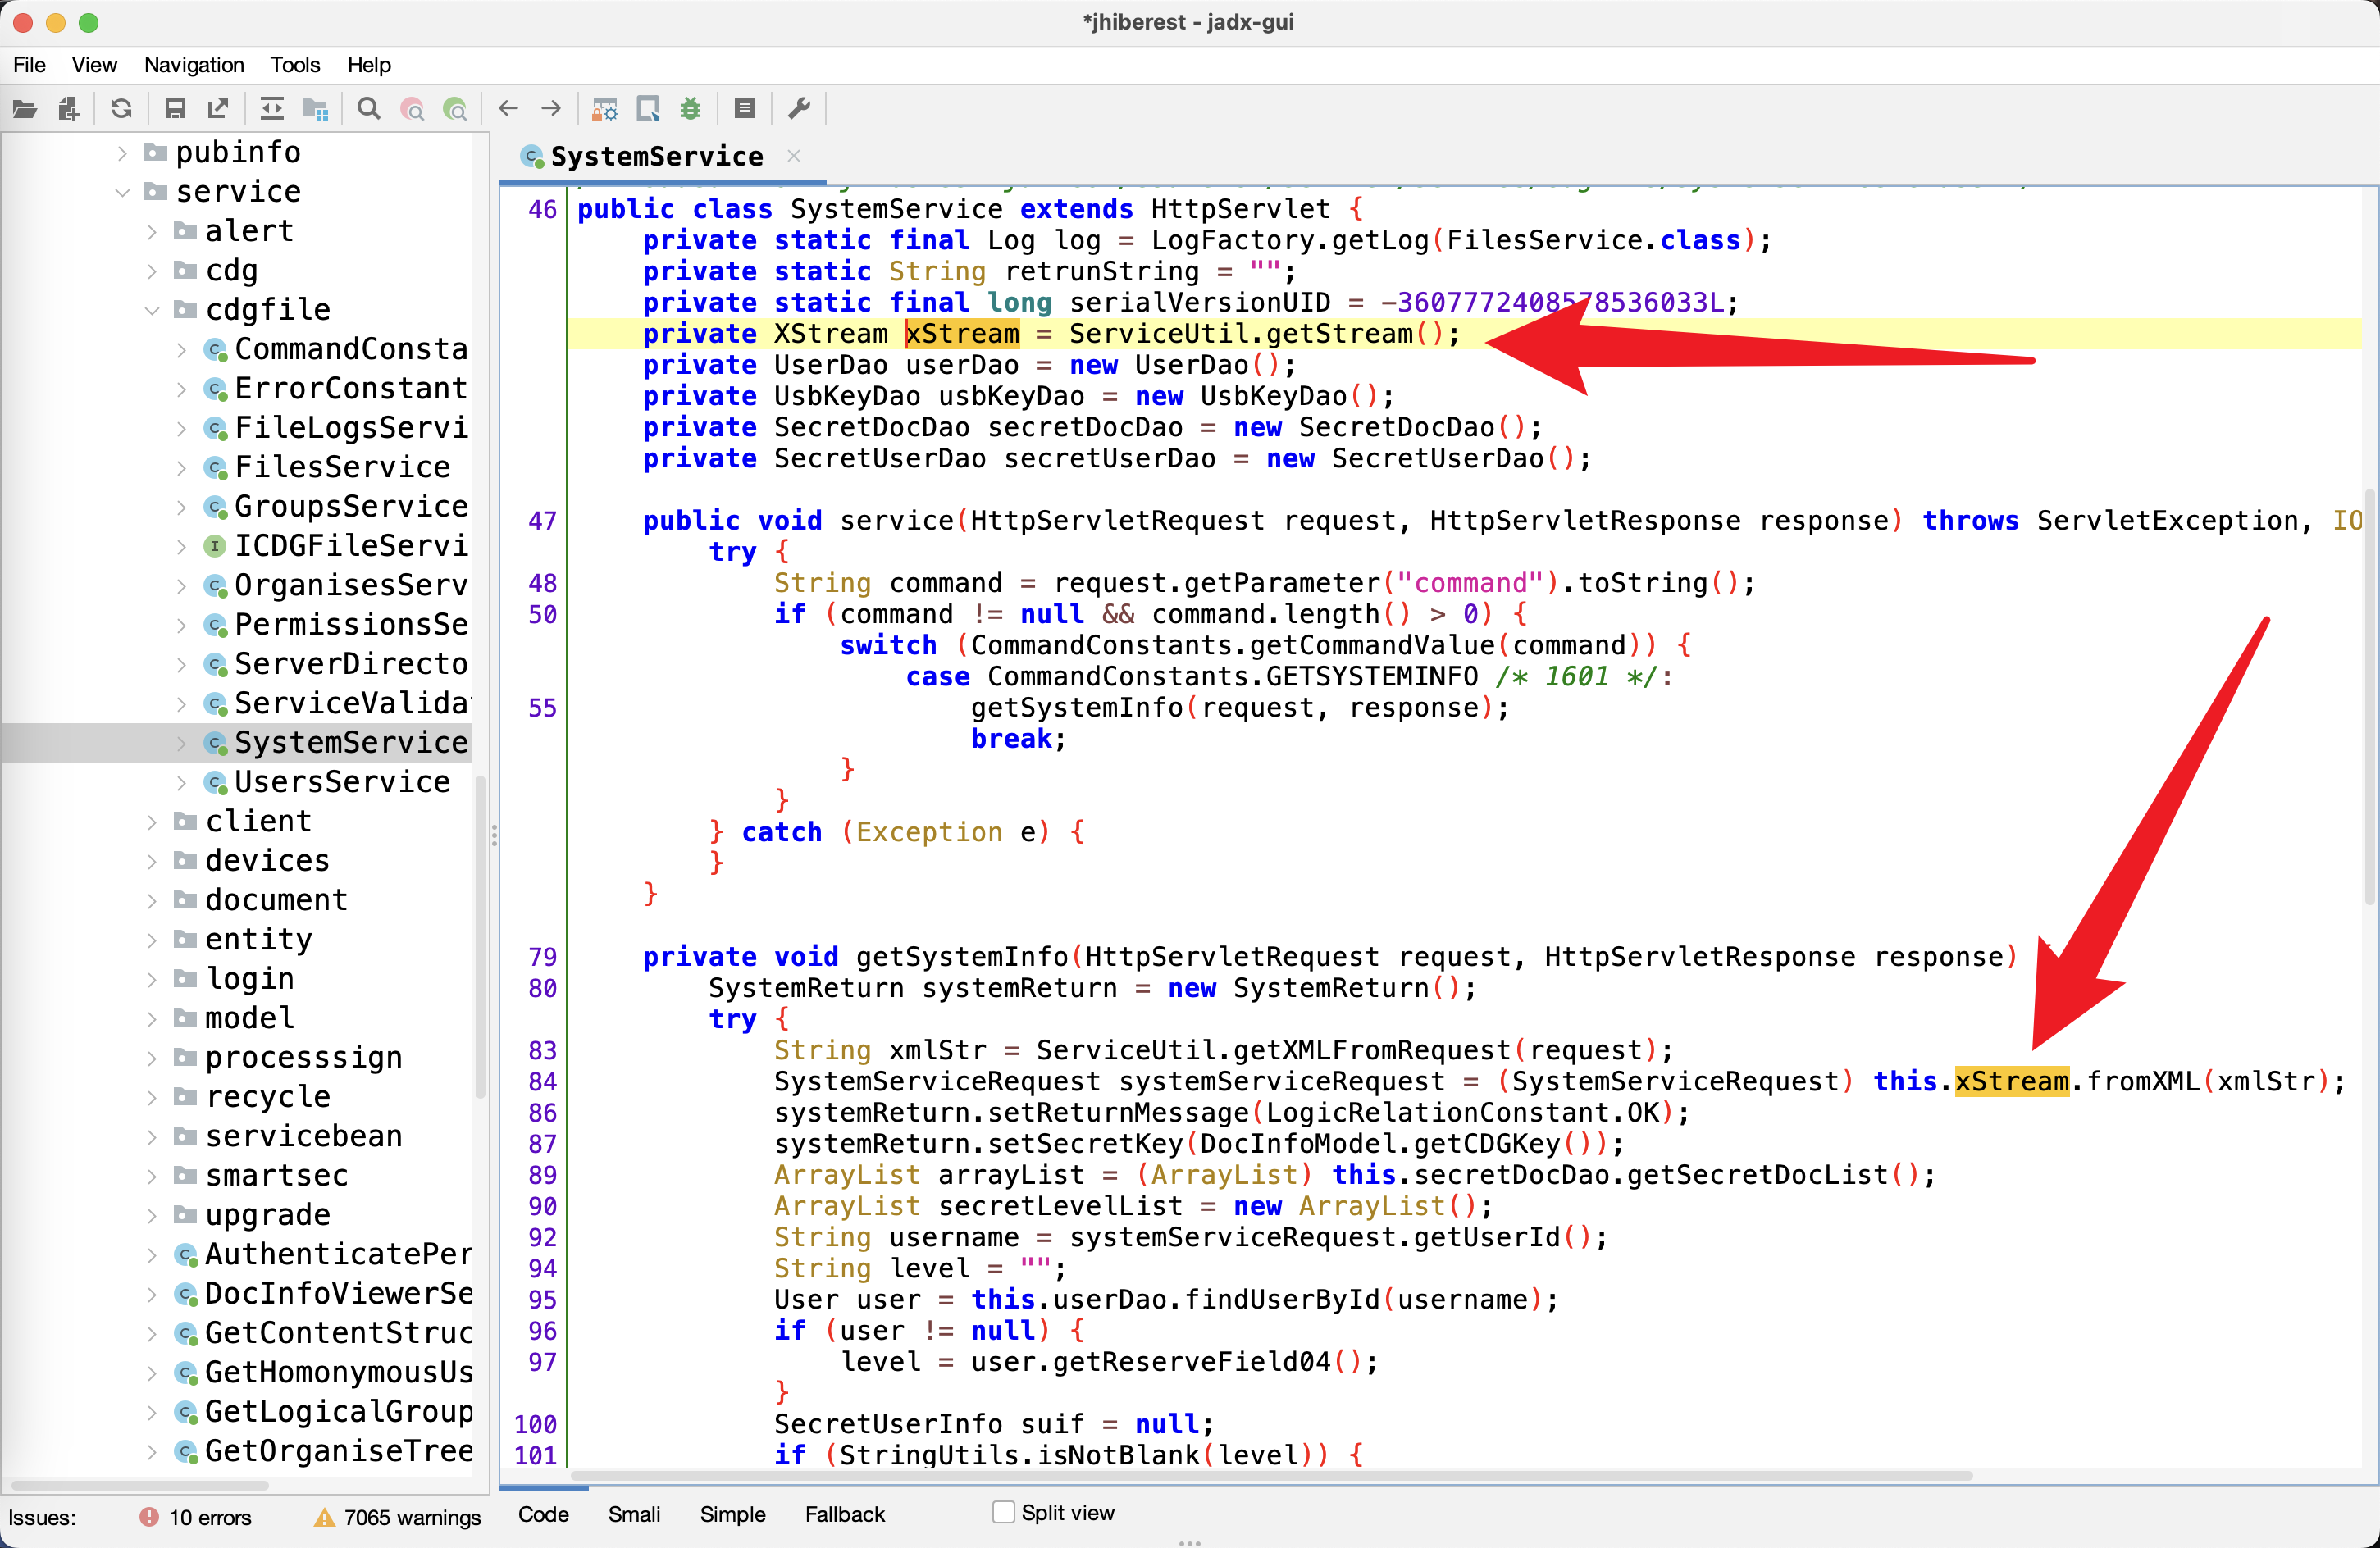 *jhiberest - jadx-gui
File View Navigation Tools Help
pubinfo
service
alert
cdg
cdgfile
CommandConsta
ErrorConstant
FileLogsServi
FilesService
GroupsService
ICDGFileServi
OrganisesServ
PermissionsSe
ServerDirecto
ServiceValida
SystemService
UsersService
client
devices
document
entity
login
model
processsign
recycle
servicebean
smartsec
upgrade
AuthenticatePer
DocInfoViewerSe
GetContentStruc
GetHomonymousUs
GetLogicalGroup
GetOrganiseTree
SystemService
46 public class SystemService extends HttpServlet {
private static final Log log = LogFactory.getLog(FilesService.class);
private static String retrunString = "";
private static final long serialVersionUID = -3607772408578536033L;
private XStream xStream = ServiceUtil.getStream();
private UserDao userDao = new UserDao();
private UsbKeyDao usbKeyDao = new UsbKeyDao();
private SecretDocDao secretDocDao = new SecretDocDao();
private SecretUserDao secretUserDao = new SecretUserDao();
47 public void service(HttpServletRequest request, HttpServletResponse response) throws ServletException, IO
try {
48 String command = request.getParameter("command").toString();
50 if (command != null && command.length() > 0) {
switch (CommandConstants.getCommandValue(command)) {
case CommandConstants.GETSYSTEMINFO /* 1601 */:
55 getSystemInfo(request, response);
break;
}
}
} catch (Exception e) {
}
}
79 private void getSystemInfo(HttpServletRequest request, HttpServletResponse response)
80 SystemReturn systemReturn = new SystemReturn();
try {
83 String xmlStr = ServiceUtil.getXMLFromRequest(request);
84 SystemServiceRequest systemServiceRequest = (SystemServiceRequest) this.xStream.fromXML(xmlStr);
86 systemReturn.setReturnMessage(LogicRelationConstant.OK);
87 systemReturn.setSecretKey(DocInfoModel.getCDGKey());
89 ArrayList arrayList = (ArrayList) this.secretDocDao.getSecretDocList();
90 ArrayList secretLevelList = new ArrayList();
92 String username = systemServiceRequest.getUserId();
94 String level = "";
95 User user = this.userDao.findUserById(username);
96 if (user != null) {
97 level = user.getReserveField04();
}
100 SecretUserInfo suif = null;
101 if (StringUtils.isNotBlank(level)) {
Issues: 10 errors 7065 warnings Code Smali Simple Fallback Split view